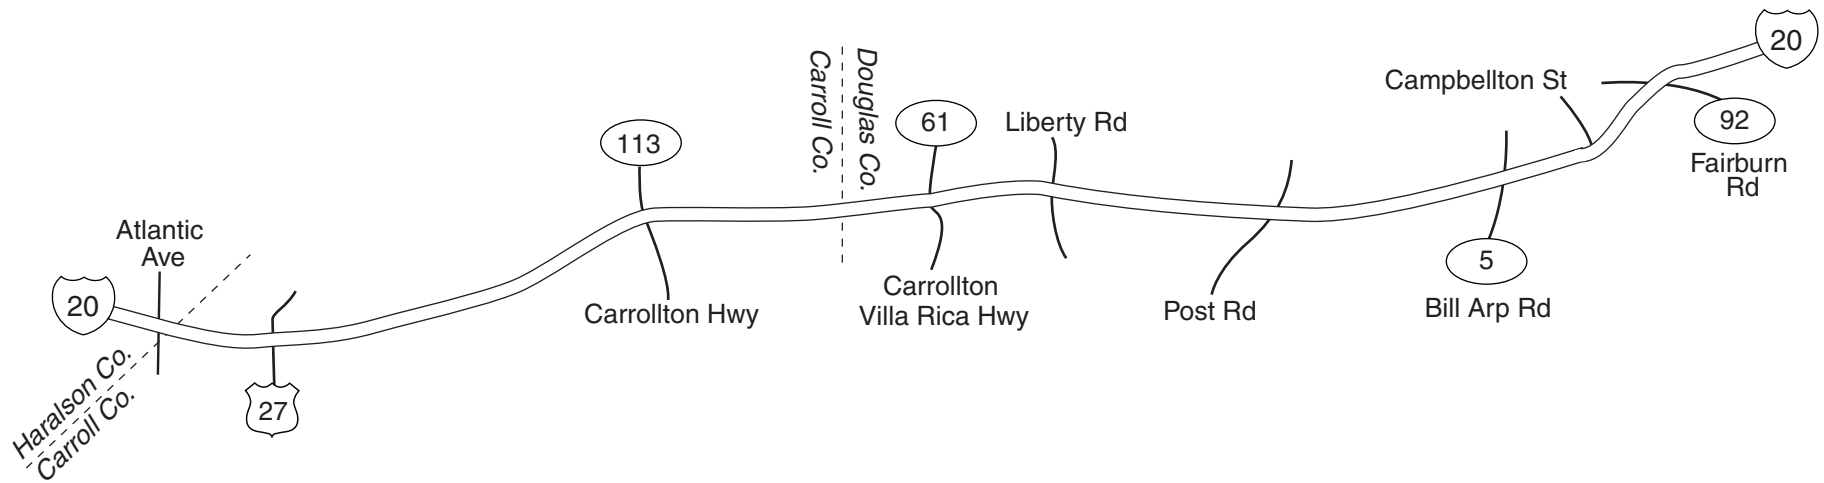 Atlantic
Ave
20
Haralson Co.
Carroll Co.
27
113
Carrollton Hwy
Carroll Co.
Douglas Co.
61
Carrollton
Villa Rica Hwy
Liberty Rd
Post Rd
5
Bill Arp Rd
Campbellton St
92
Fairburn
Rd
20